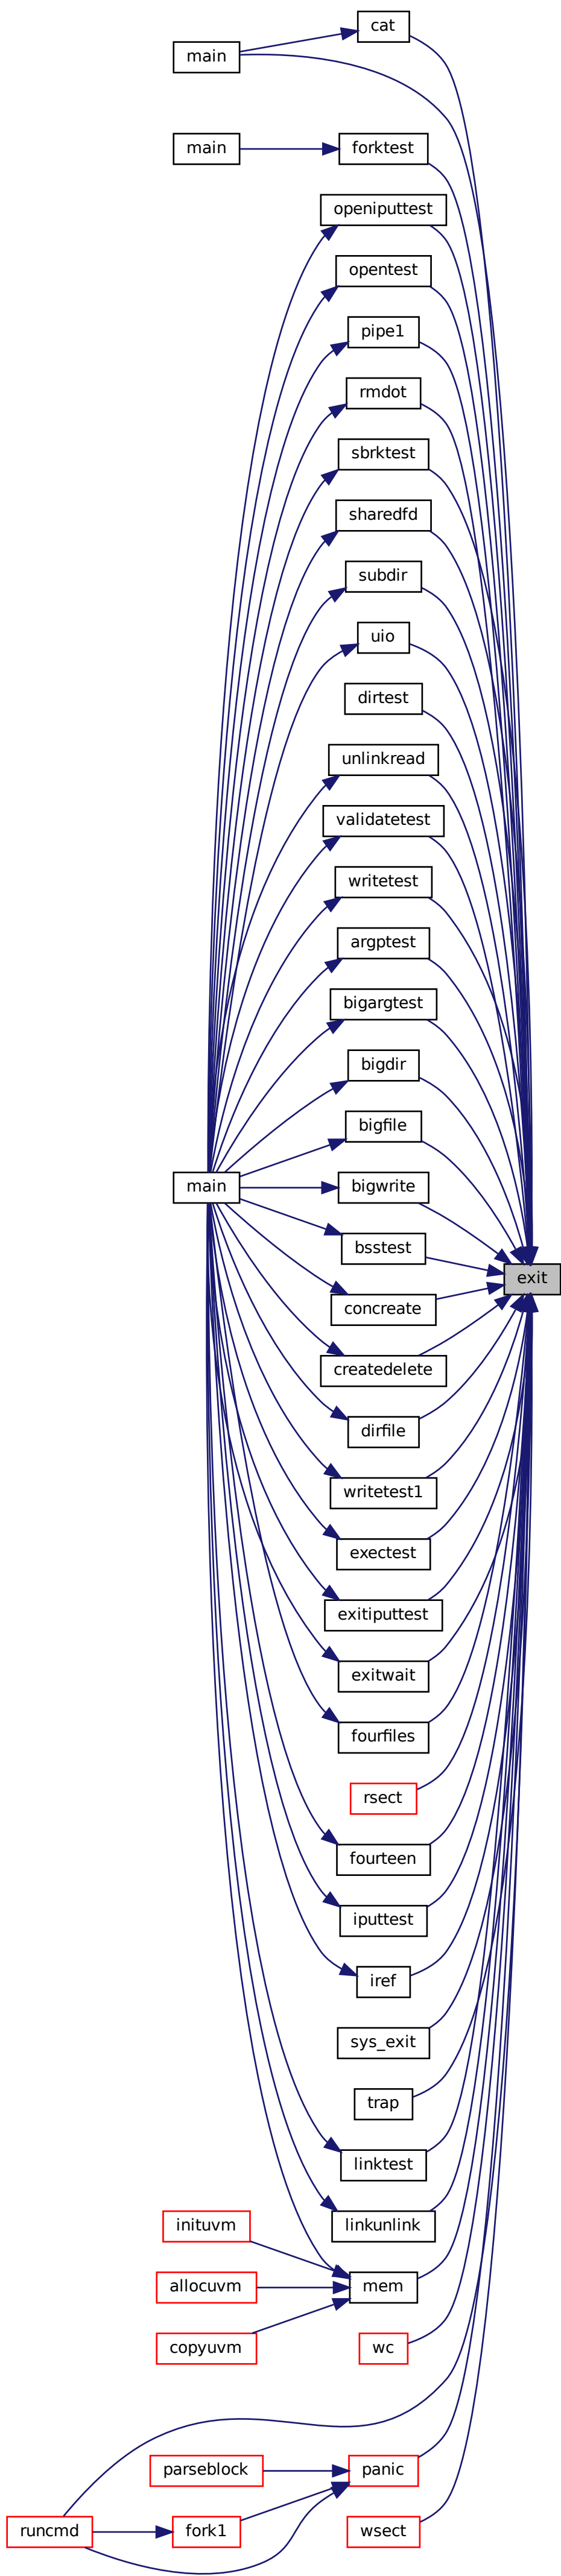 cat
main
main
forktest
openiputtest
opentest
pipe1
rmdot
sbrktest
sharedfd
subdir
uio
dirtest
unlinkread
validatetest
writetest
argptest
bigargtest
bigdir
bigfile
main
bigwrite
bsstest
exit
concreate
createdelete
dirfile
writetest1
exectest
exitiputtest
exitwait
fourfiles
rsect
fourteen
iputtest
iref
sys_exit
trap
linktest
inituvm
linkunlink
allocuvm
mem
copyuvm
wc
parseblock
panic
runcmd
fork1
wsect